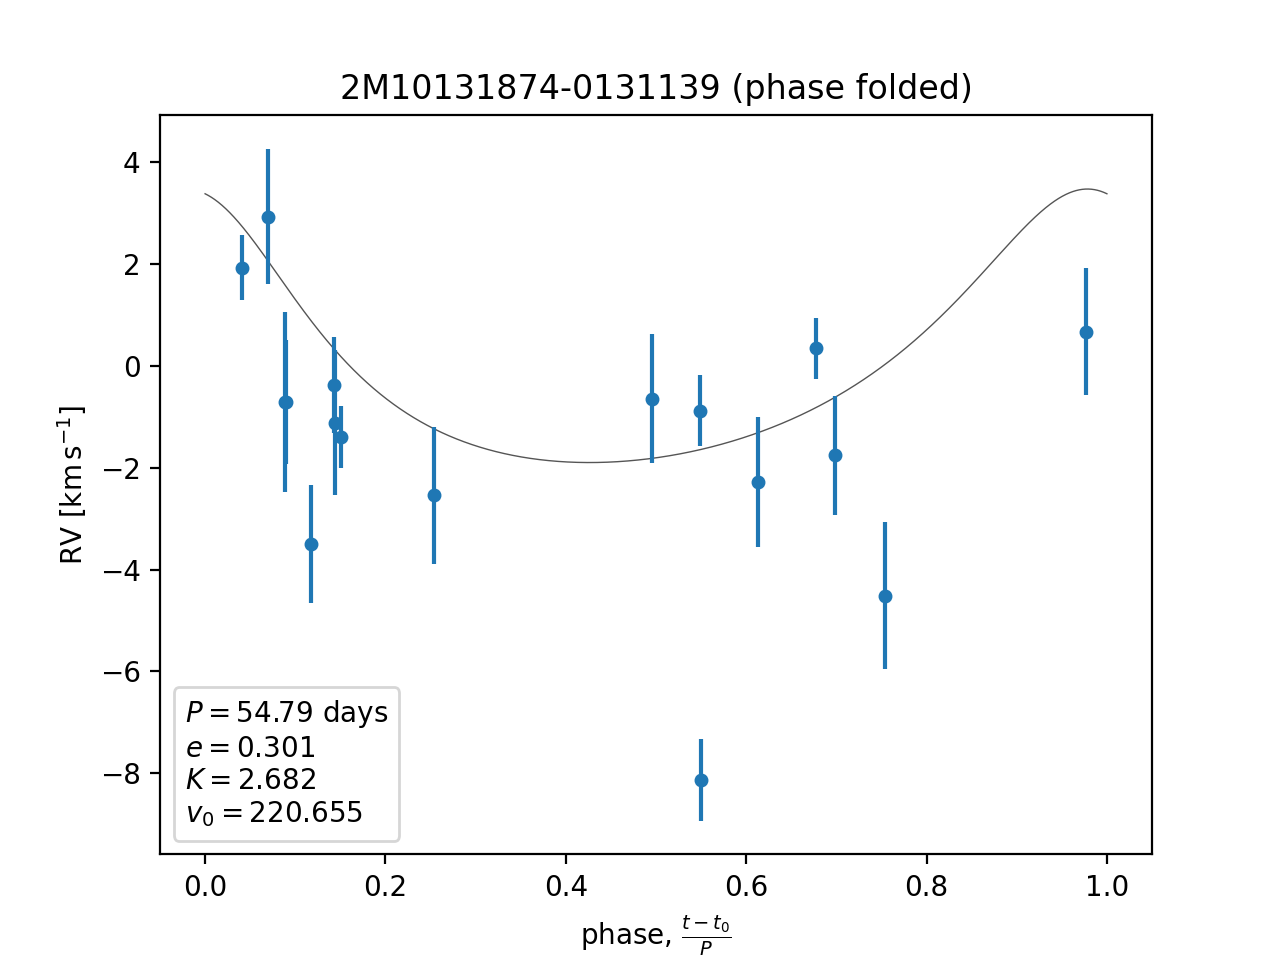 2M10131874-0131139 (phase folded)
4
2
0
−2
−4
−6
−8
RV [km s⁻¹]
P = 54.79 days
e = 0.301
K = 2.682
v₀ = 220.655
0.0 0.2 0.4 0.6 0.8 1.0
phase, (t − t₀)/P